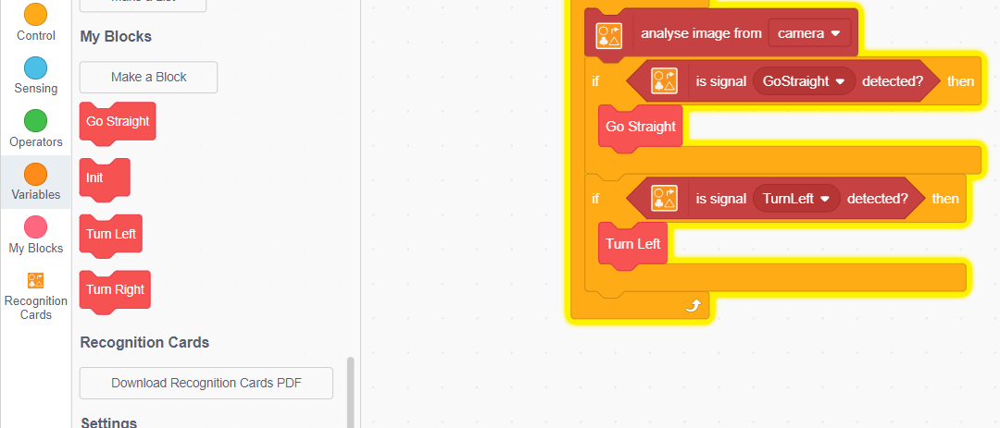 Control
Sensing
Operators
Variables
My Blocks
Recognition
Cards
My Blocks
Make a Block
Go Straight
Init
Turn Left
Turn Right
Recognition Cards
Download Recognition Cards PDF
Settings
analyse image from camera
if is signal GoStraight detected? then
Go Straight
if is signal TurnLeft detected? then
Turn Left